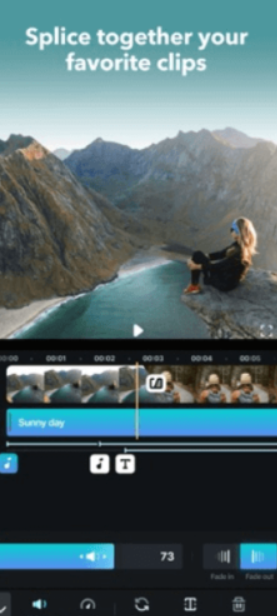 Splice together your
favorite clips
00:00 00:01 00:02 00:03 00:04 00:05
Sunny day
T
73
Fade in Fade out